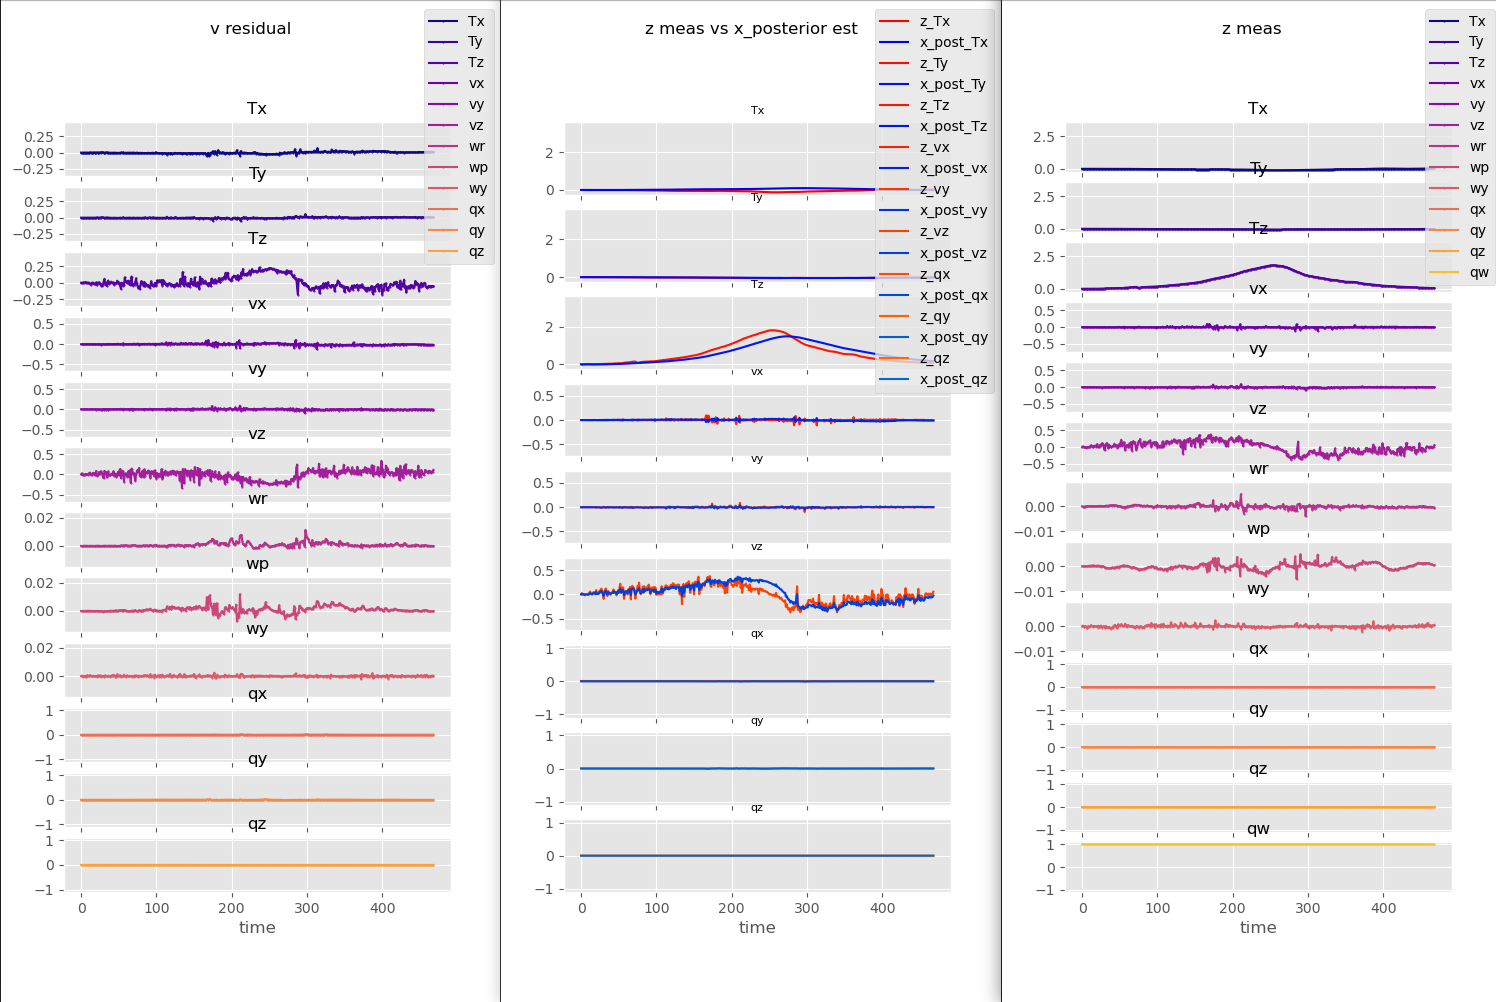 v residual
Tx
Ty
Tz
vx
vy
vz
wr
wp
wy
qx
qy
qz
Tx
0.25
0.00
−0.25
Ty
0.25
0.00
−0.25
Tz
0.25
0.00
−0.25
vx
0.5
0.0
−0.5
vy
0.5
0.0
−0.5
vz
0.5
0.0
−0.5
wr
0.02
0.00
wp
0.02
0.00
wy
0.02
0.00
qx
1
0
−1
qy
1
0
−1
qz
1
0
−1
0 100 200 300 400
time
z meas vs x_posterior est
z_Tx
x_post_Tx
z_Ty
x_post_Ty
z_Tz
x_post_Tz
z_vx
x_post_vx
z_vy
x_post_vy
z_vz
x_post_vz
z_qx
x_post_qx
z_qy
x_post_qy
z_qz
x_post_qz
Tx
2
0
Ty
2
0
Tz
2
0
vx
0.5
0.0
−0.5
vy
0.5
0.0
−0.5
vz
0.5
0.0
−0.5
qx
1
0
−1
qy
1
0
−1
qz
1
0
−1
0 100 200 300 400
time
z meas
Tx
Ty
Tz
vx
vy
vz
wr
wp
wy
qx
qy
qz
qw
Tx
2.5
0.0
Ty
2.5
0.0
Tz
2.5
0.0
vx
0.5
0.0
−0.5
vy
0.5
0.0
−0.5
vz
0.5
0.0
−0.5
wr
0.00
−0.01
wp
0.00
−0.01
wy
0.00
−0.01
qx
1
0
−1
qy
1
0
−1
qz
1
0
−1
qw
1
0
−1
0 100 200 300 400
time